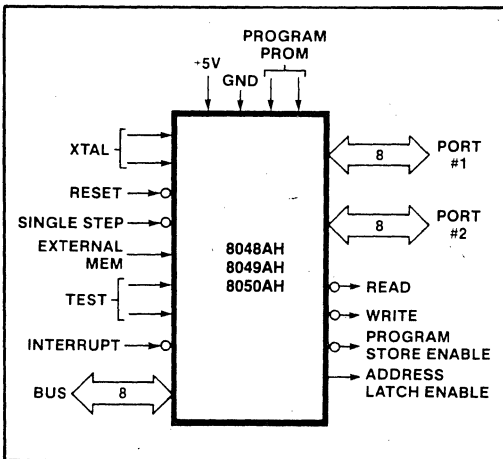 PROGRAM
PROM
+5V
GND
XTAL
RESET
SINGLE STEP
EXTERNAL
MEM
TEST
INTERRUPT
BUS
8
8048AH
8049AH
8050AH
8
PORT
#1
8
PORT
#2
READ
WRITE
PROGRAM
STORE ENABLE
ADDRESS
LATCH ENABLE